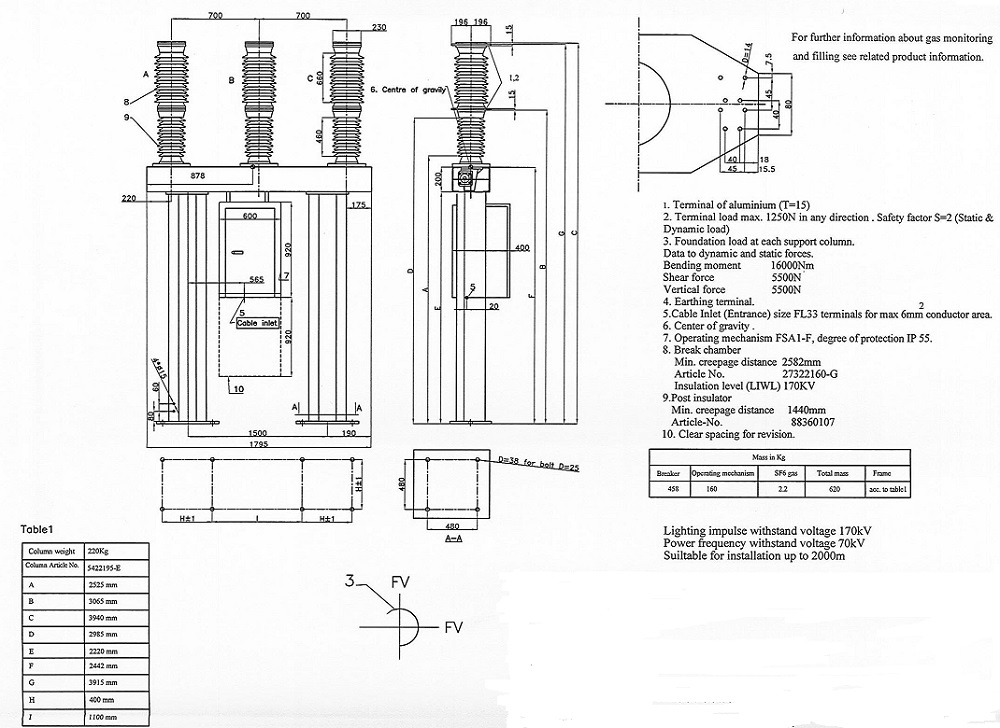 700
700
230
196
196
15
For further information about gas monitoring
and filling see related product information.
D=14
7.5
A
B
C
660
6. Centre of gravity
1,2
15
8
9
460
45
40
80
40
18
45
15.5
878
200
220
175
600
920
400
7
565
5
Cable inlet
920
10
5
20
D
A
E
F
B
G
C
4*ø15
60
80
A
A
1500
190
1795
1. Terminal of aluminium (T=15)
2. Terminal load max. 1250N in any direction . Safety factor S=2 (Static &
Dynamic load)
3. Foundation load at each support column.
Data to dynamic and static forces.
Bending moment 16000Nm
Shear force 5500N
Vertical force 5500N
4. Earthing terminal.
2
5.Cable Inlet (Entrance) size FL33 terminals for max 6mm conductor area.
6. Center of gravity .
7. Operating mechanism FSA1-F, degree of protection IP 55.
8. Break chamber
Min. creepage distance 2582mm
Article No. 27322160-G
Insulation level (LIWL) 170KV
9.Post insulator
Min. creepage distance 1440mm
Article-No. 88360107
10. Clear spacing for revision.
H±1
H±1
I
H±1
480
D=38 for bolt D=25
480
A-A
Mass in Kg
Breaker Operating mechanism SF6 gas Total mass Frame
458 160 2.2 620 acc. to table1
Lighting impulse withstand voltage 170kV
Power frequency withstand voltage 70kV
Suiltable for installation up to 2000m
Table1
Column weight 220Kg
Column Article No. 5422195-E
A 2525 mm
B 3065 mm
C 3940 mm
D 2985 mm
E 2220 mm
F 2442 mm
G 3915 mm
H 400 mm
I 1100 mm
3
FV
FV